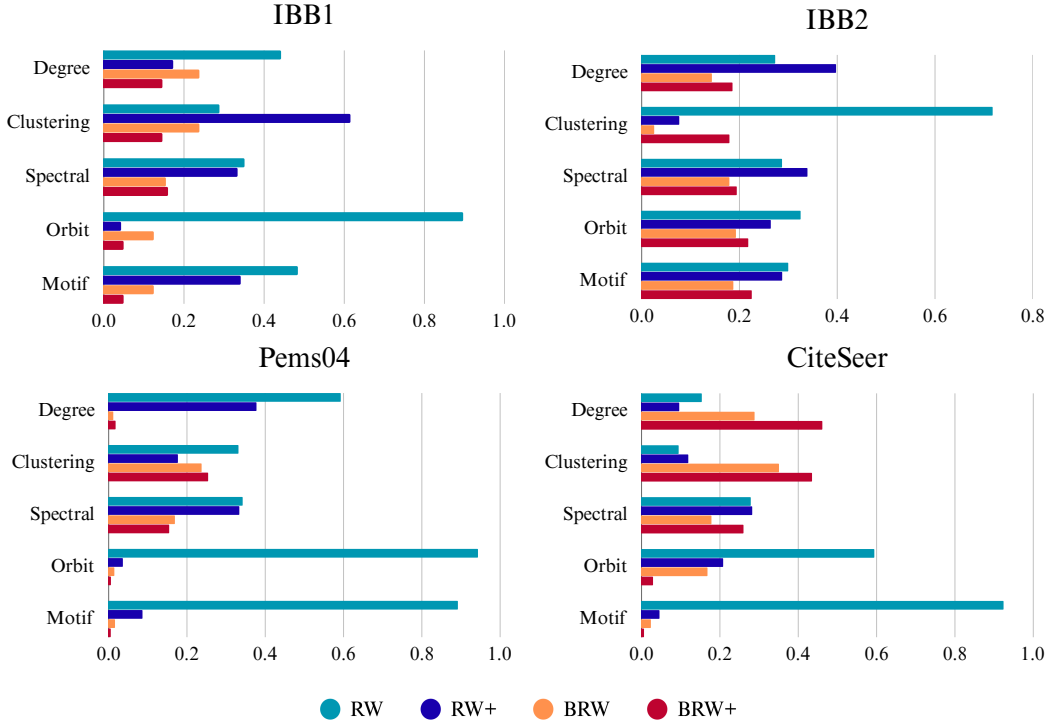 IBB1
Degree
Clustering
Spectral
Orbit
Motif
0.0 0.2 0.4 0.6 0.8 1.0
IBB2
Degree
Clustering
Spectral
Orbit
Motif
0.0 0.2 0.4 0.6 0.8
Pems04
Degree
Clustering
Spectral
Orbit
Motif
0.0 0.2 0.4 0.6 0.8 1.0
CiteSeer
Degree
Clustering
Spectral
Orbit
Motif
0.0 0.2 0.4 0.6 0.8 1.0
RW RW+ BRW BRW+